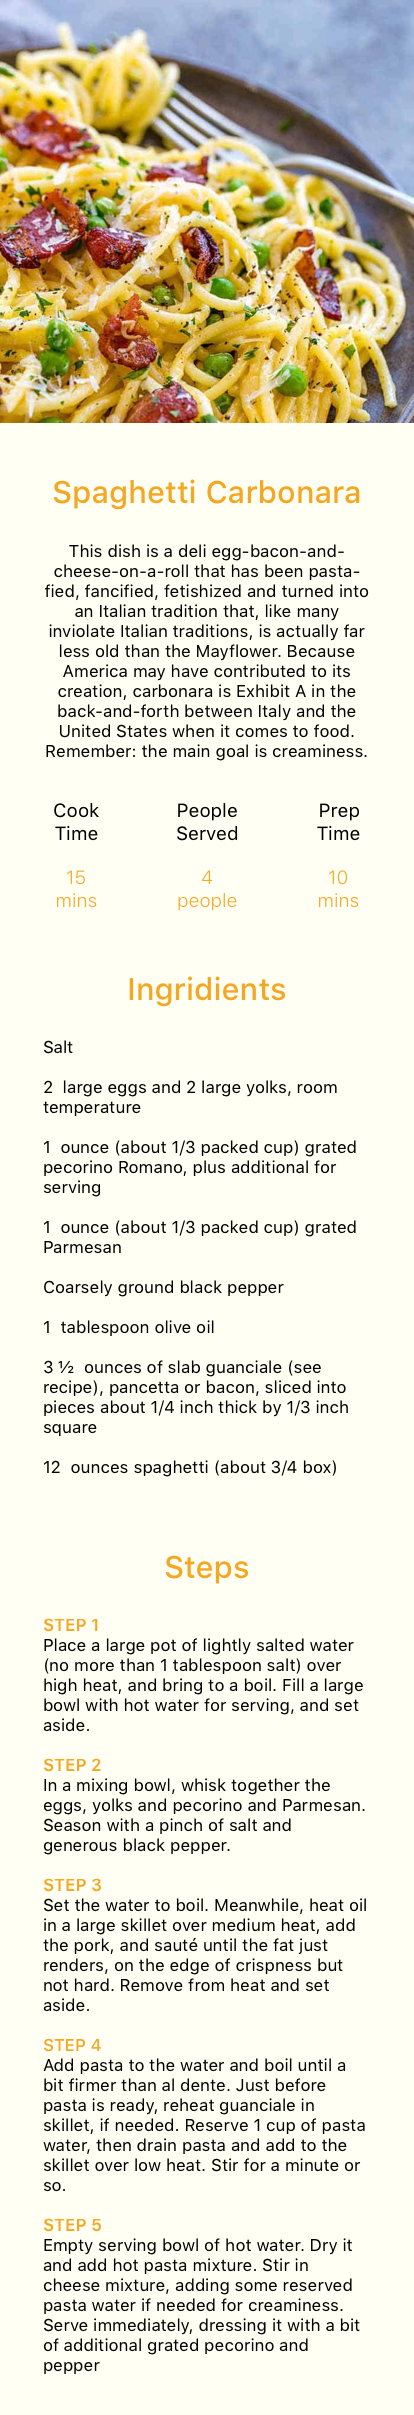 Spaghetti Carbonara
This dish is a deli egg-bacon-and-
cheese-on-a-roll that has been pasta-
fied, fancified, fetishized and turned into
an Italian tradition that, like many
inviolate Italian traditions, is actually far
less old than the Mayflower. Because
America may have contributed to its
creation, carbonara is Exhibit A in the
back-and-forth between Italy and the
United States when it comes to food.
Remember: the main goal is creaminess.
Cook
Time
15
mins
People
Served
4
people
Prep
Time
10
mins
Ingridients
Salt
2  large eggs and 2 large yolks, room
temperature
1  ounce (about 1/3 packed cup) grated
pecorino Romano, plus additional for
serving
1  ounce (about 1/3 packed cup) grated
Parmesan
Coarsely ground black pepper
1  tablespoon olive oil
3 ½  ounces of slab guanciale (see
recipe), pancetta or bacon, sliced into
pieces about 1/4 inch thick by 1/3 inch
square
12  ounces spaghetti (about 3/4 box)
Steps
STEP 1
Place a large pot of lightly salted water
(no more than 1 tablespoon salt) over
high heat, and bring to a boil. Fill a large
bowl with hot water for serving, and set
aside.
STEP 2
In a mixing bowl, whisk together the
eggs, yolks and pecorino and Parmesan.
Season with a pinch of salt and
generous black pepper.
STEP 3
Set the water to boil. Meanwhile, heat oil
in a large skillet over medium heat, add
the pork, and sauté until the fat just
renders, on the edge of crispness but
not hard. Remove from heat and set
aside.
STEP 4
Add pasta to the water and boil until a
bit firmer than al dente. Just before
pasta is ready, reheat guanciale in
skillet, if needed. Reserve 1 cup of pasta
water, then drain pasta and add to the
skillet over low heat. Stir for a minute or
so.
STEP 5
Empty serving bowl of hot water. Dry it
and add hot pasta mixture. Stir in
cheese mixture, adding some reserved
pasta water if needed for creaminess.
Serve immediately, dressing it with a bit
of additional grated pecorino and
pepper